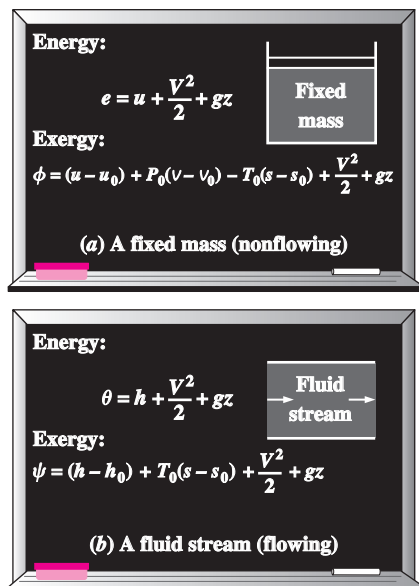 Energy:
e = u + V²/2 + gz
Fixed
mass
Exergy:
ϕ = (u – u₀) + P₀(v – v₀) – T₀(s – s₀) + V²/2 + gz
(a) A fixed mass (nonflowing)
Energy:
θ = h + V²/2 + gz
Fluid
stream
Exergy:
ψ = (h – h₀) + T₀(s – s₀) + V²/2 + gz
(b) A fluid stream (flowing)